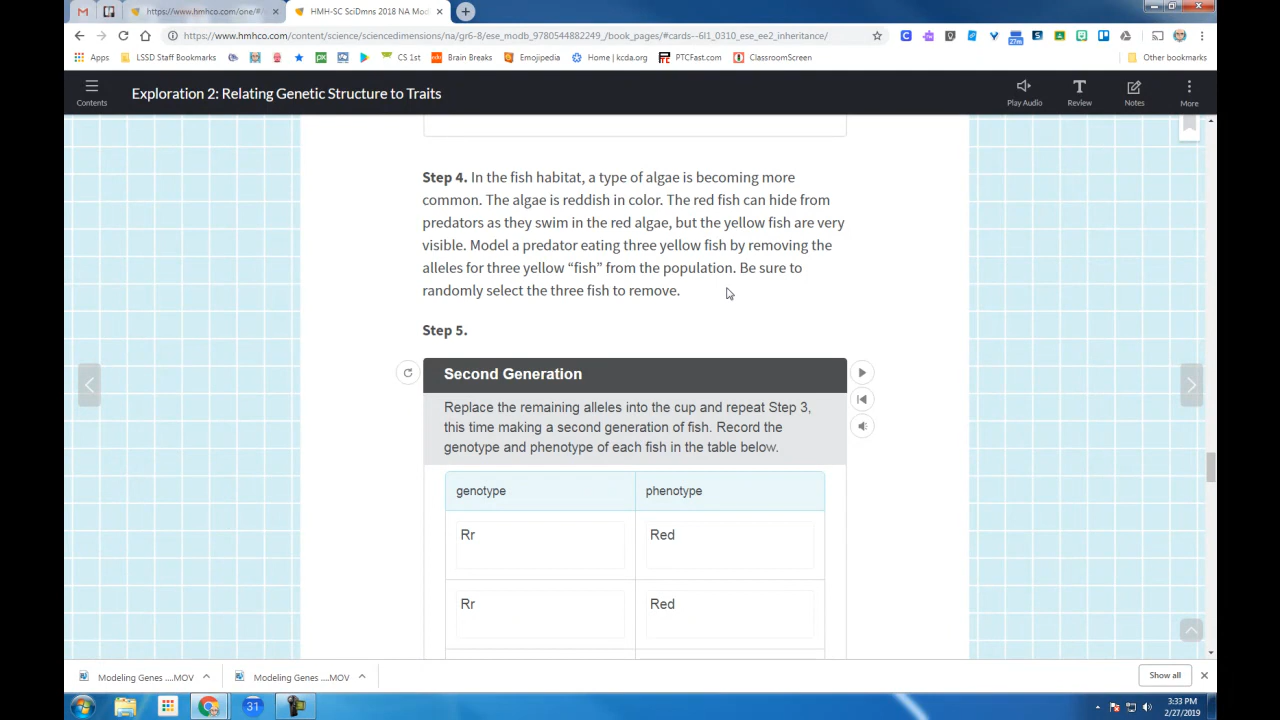 https://www.hmhco.com/one/#/
HMH-SC SciDmns 2018 NA Mod
https://www.hmhco.com/content/science/sciencedimensions/na/gr6-8/ese_modb_9780544882249_/book_pages/#cards--6l1_0310_ese_ee2_inheritance/
Apps
LSSD Staff Bookmarks
CS 1st
Brain Breaks
Emojipedia
Home | kcda.org
PTCFast.com
ClassroomScreen
Other bookmarks
27m
Contents
Exploration 2: Relating Genetic Structure to Traits
Play Audio
Review
Notes
More
Step 4. In the fish habitat, a type of algae is becoming more
common. The algae is reddish in color. The red fish can hide from
predators as they swim in the red algae, but the yellow fish are very
visible. Model a predator eating three yellow fish by removing the
alleles for three yellow “fish” from the population. Be sure to
randomly select the three fish to remove.
Step 5.
Second Generation
Replace the remaining alleles into the cup and repeat Step 3,
this time making a second generation of fish. Record the
genotype and phenotype of each fish in the table below.
genotype phenotype
Rr Red
Rr Red
Modeling Genes ....MOV
Modeling Genes ....MOV
Show all
31
3:33 PM
2/27/2019